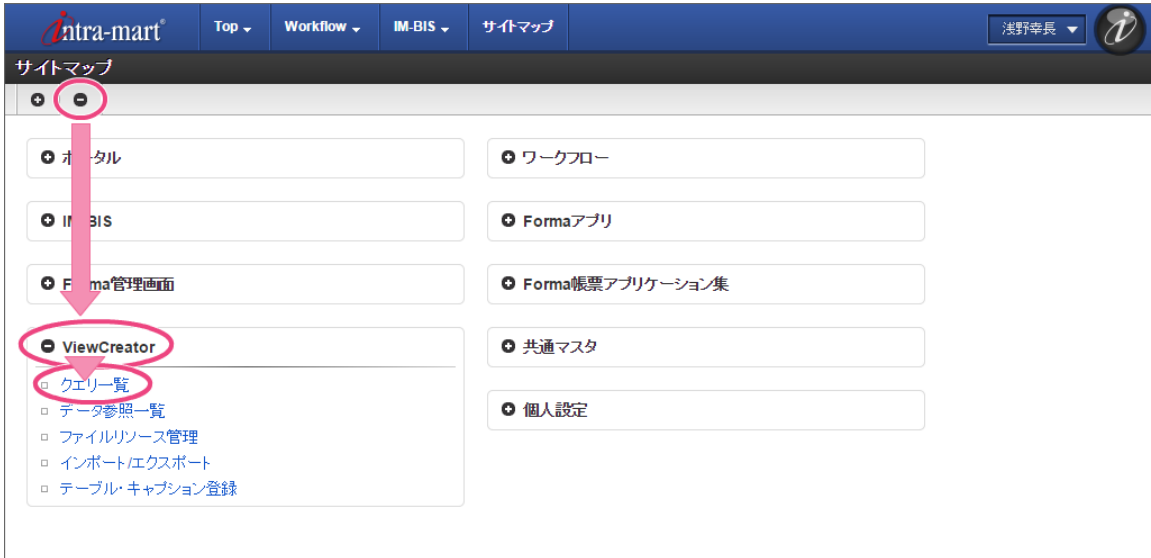 intra-mart Top Workflow IM-BIS サイトマップ 浅野幸長
サイトマップ
ポータル
ワークフロー
IM-BIS
Formaアプリ
Forma管理画面
Forma帳票アプリケーション集
ViewCreator
クエリ一覧
データ参照一覧
ファイルリソース管理
インポート/エクスポート
テーブル・キャプション登録
共通マスタ
個人設定